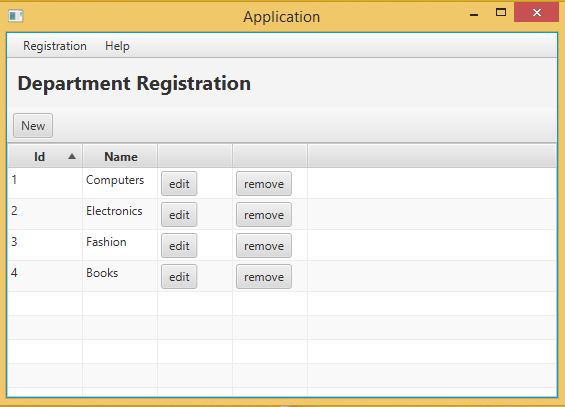 Application
Registration Help
Department Registration
New
Id Name
1 Computers edit remove
2 Electronics edit remove
3 Fashion edit remove
4 Books edit remove